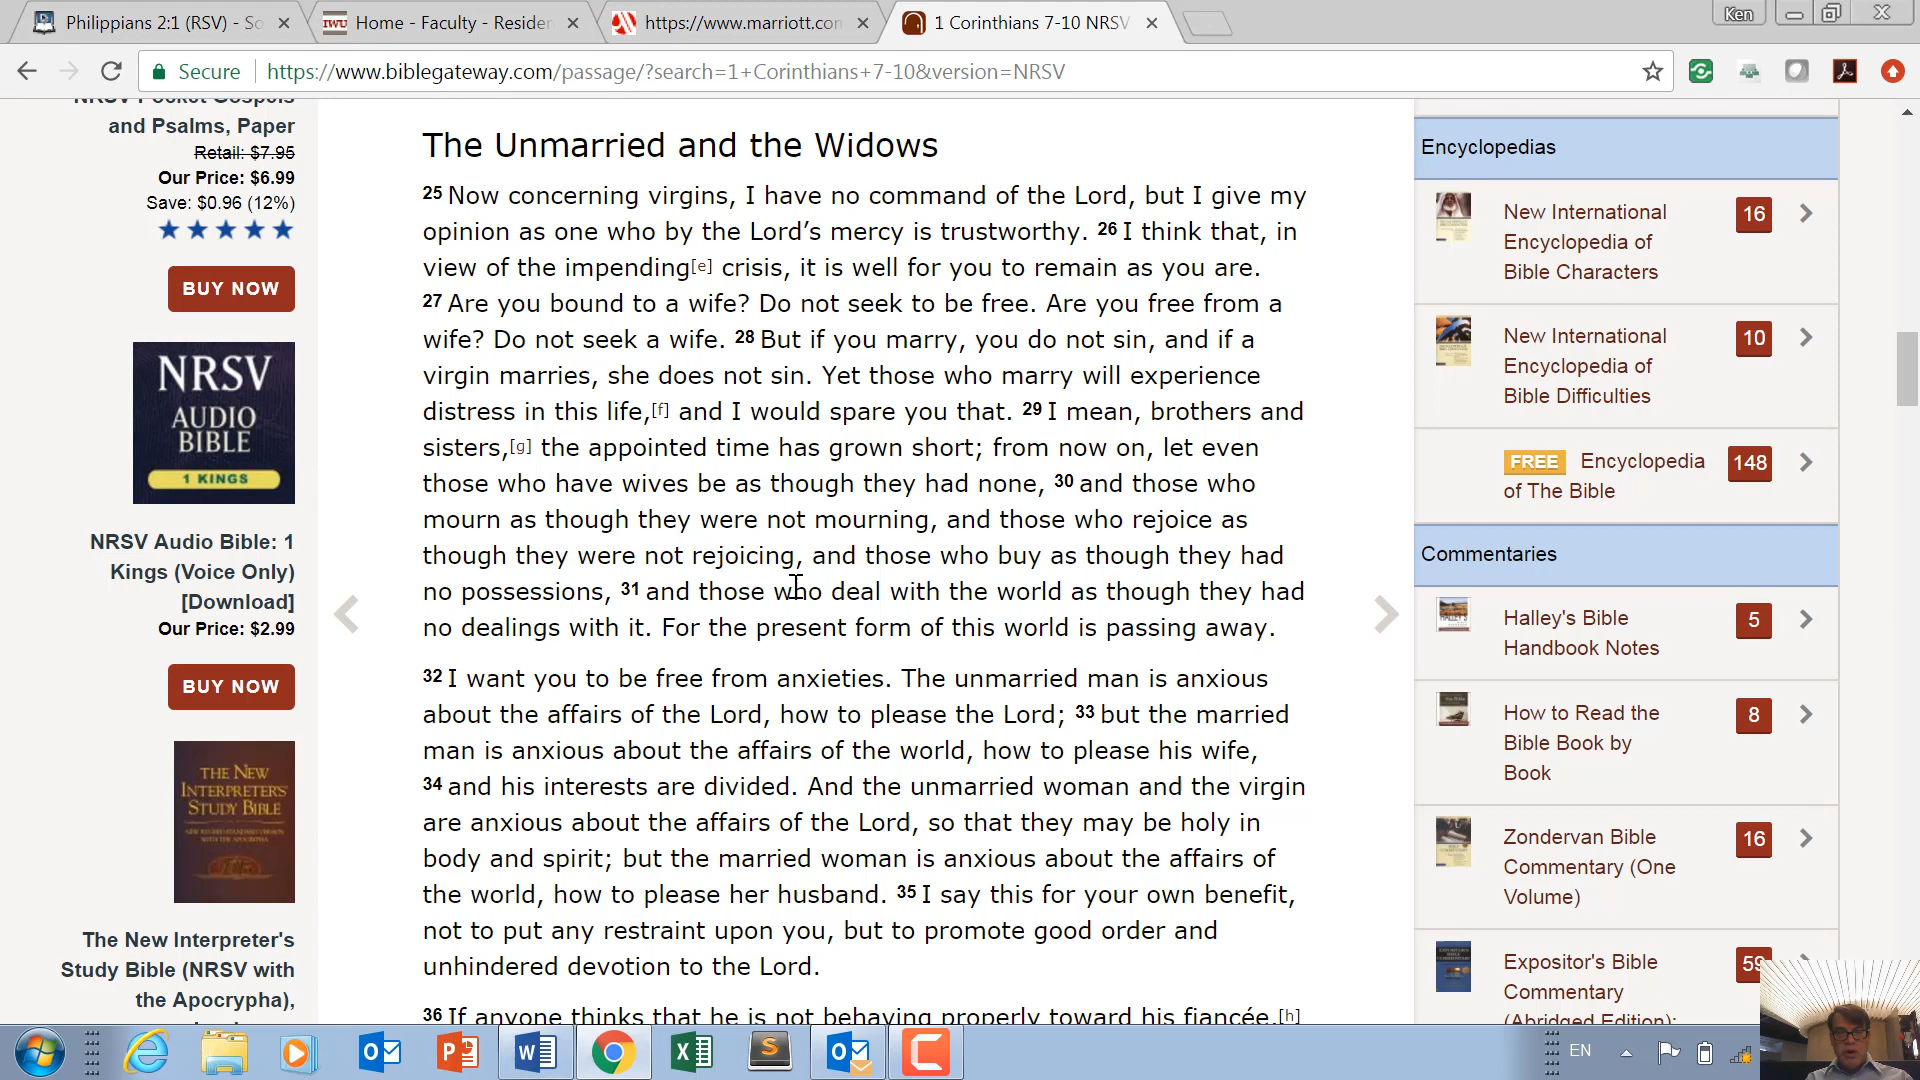 Philippians 2:1 (RSV) - So
Home - Faculty - Resider
https://www.marriott.con
1 Corinthians 7-10 NRSV
Ken
Secure
https://www.biblegateway.com/passage/?search=1+Corinthians+7-10&version=NRSV
NRSV Pocket Gospels
and Psalms, Paper
Retail: $7.95
Our Price: $6.99
Save: $0.96 (12%)
BUY NOW
NRSV
AUDIO
BIBLE
1 KINGS
NRSV Audio Bible: 1
Kings (Voice Only)
[Download]
Our Price: $2.99
BUY NOW
THE NEW
INTERPRETER'S
STUDY BIBLE
The New Interpreter's
Study Bible (NRSV with
the Apocrypha),
The Unmarried and the Widows
25 Now concerning virgins, I have no command of the Lord, but I give my
opinion as one who by the Lord's mercy is trustworthy. 26 I think that, in
view of the impending[e] crisis, it is well for you to remain as you are.
27 Are you bound to a wife? Do not seek to be free. Are you free from a
wife? Do not seek a wife. 28 But if you marry, you do not sin, and if a
virgin marries, she does not sin. Yet those who marry will experience
distress in this life,[f] and I would spare you that. 29 I mean, brothers and
sisters,[g] the appointed time has grown short; from now on, let even
those who have wives be as though they had none, 30 and those who
mourn as though they were not mourning, and those who rejoice as
though they were not rejoicing, and those who buy as though they had
no possessions, 31 and those who deal with the world as though they had
no dealings with it. For the present form of this world is passing away.
32 I want you to be free from anxieties. The unmarried man is anxious
about the affairs of the Lord, how to please the Lord; 33 but the married
man is anxious about the affairs of the world, how to please his wife,
34 and his interests are divided. And the unmarried woman and the virgin
are anxious about the affairs of the Lord, so that they may be holy in
body and spirit; but the married woman is anxious about the affairs of
the world, how to please her husband. 35 I say this for your own benefit,
not to put any restraint upon you, but to promote good order and
unhindered devotion to the Lord.
36 If anyone thinks that he is not behaving properly toward his fiancée,[h]
Encyclopedias
New International
Encyclopedia of
Bible Characters
16
New International
Encyclopedia of
Bible Difficulties
10
FREE Encyclopedia
of The Bible
148
Commentaries
Halley's Bible
Handbook Notes
5
How to Read the
Bible Book by
Book
8
Zondervan Bible
Commentary (One
Volume)
16
Expositor's Bible
Commentary
(Abridged Edition):
59
EN